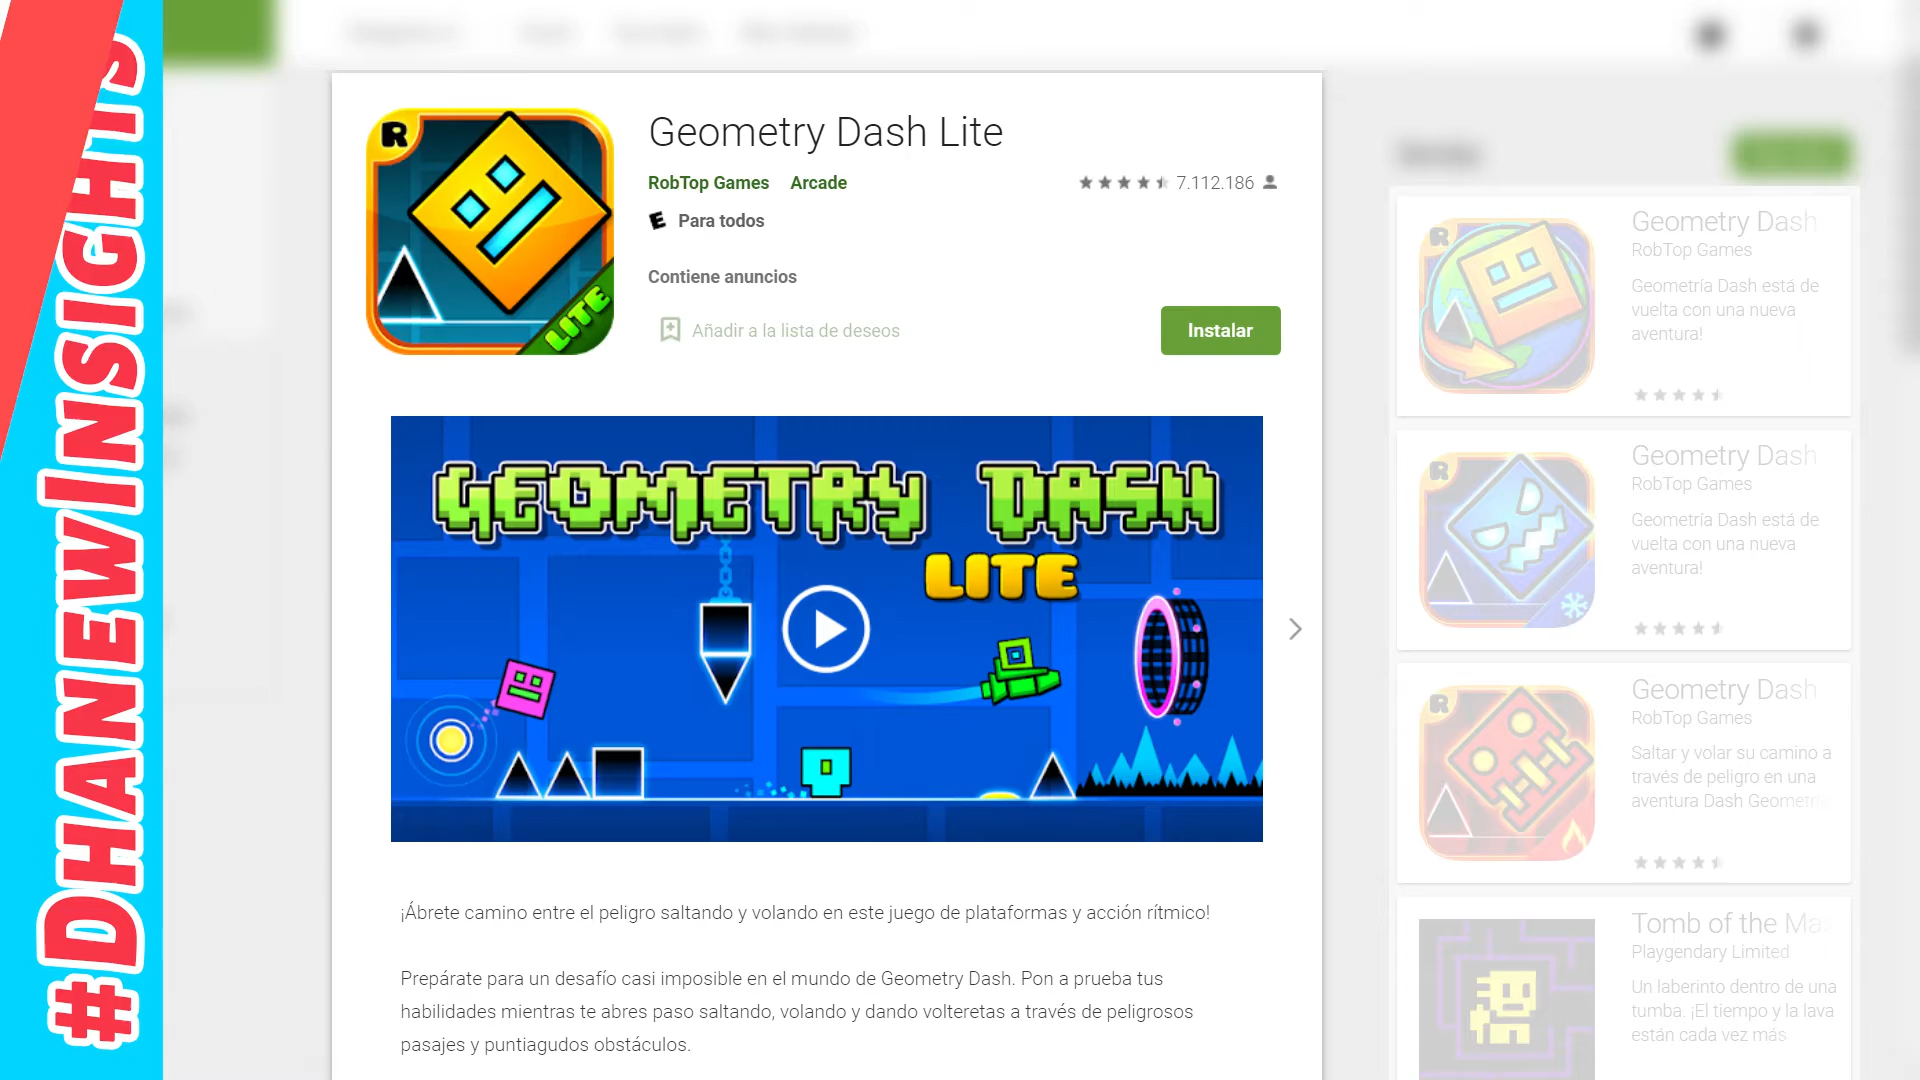 #DhanewInsights
R
LITE
Geometry Dash Lite
RobTop Games Arcade
7.112.186
E Para todos
Contiene anuncios
Añadir a la lista de deseos
Instalar
GEOMETRY DASH
LITE
¡Ábrete camino entre el peligro saltando y volando en este juego de plataformas y acción rítmico!
Prepárate para un desafío casi imposible en el mundo de Geometry Dash. Pon a prueba tus
habilidades mientras te abres paso saltando, volando y dando volteretas a través de peligrosos
pasajes y puntiagudos obstáculos.
R
Geometry Dash
RobTop Games
Geometría Dash está de
vuelta con una nueva
aventura!
R
Geometry Dash
RobTop Games
Geometría Dash está de
vuelta con una nueva
aventura!
R
Geometry Dash
RobTop Games
Saltar y volar su camino a
través de peligro en una
aventura Dash Geometri
Tomb of the Mas
Playgendary Limited
Un laberinto dentro de una
tumba. ¡El tiempo y la lava
están cada vez más